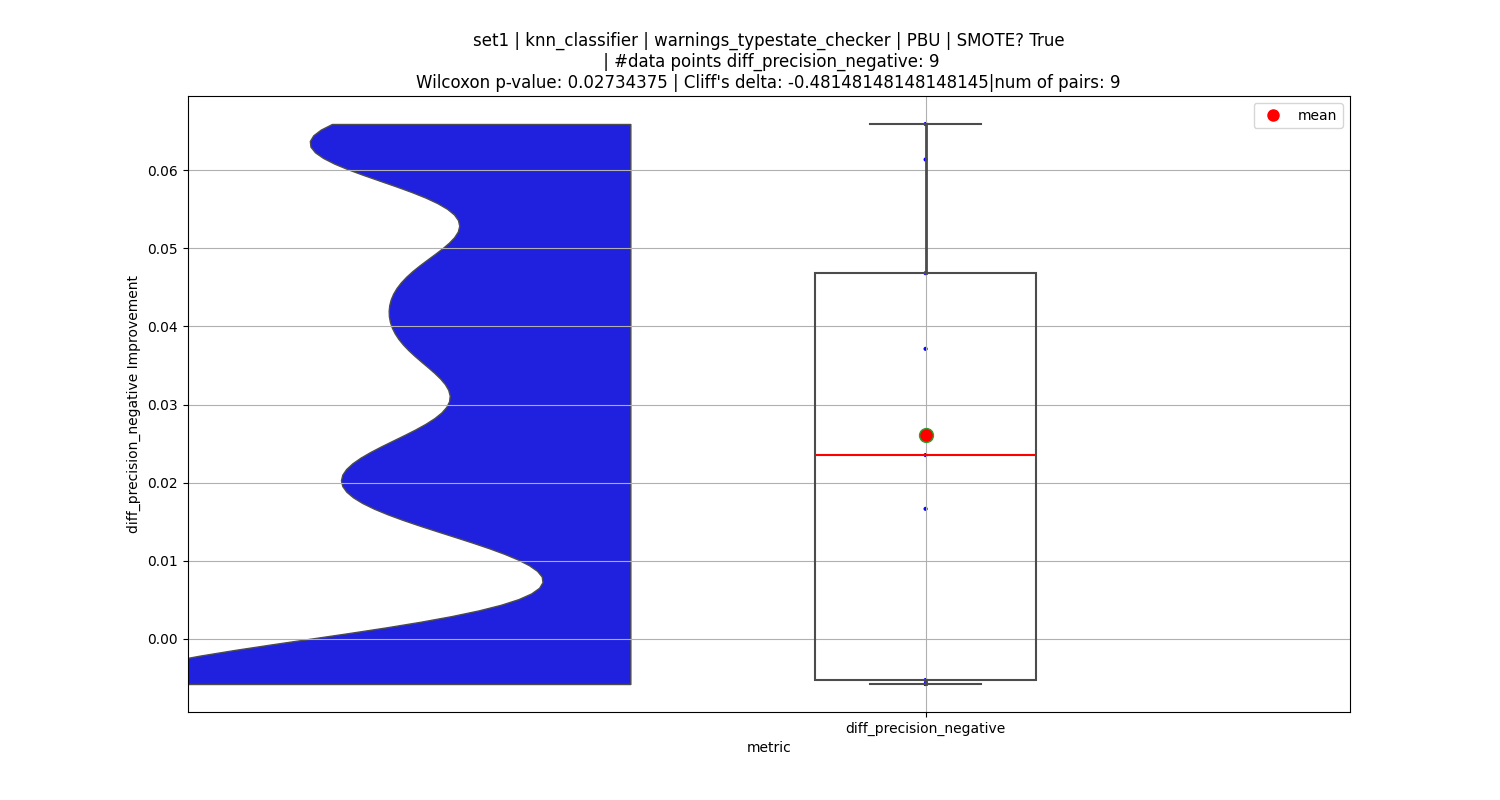 set1 | knn_classifier | warnings_typestate_checker | PBU | SMOTE? True
| #data points diff_precision_negative: 9
Wilcoxon p-value: 0.02734375 | Cliff's delta: -0.48148148148148145|num of pairs: 9
mean
0.06
0.05
0.04
0.03
0.02
0.01
0.00
diff_precision_negative Improvement
diff_precision_negative
metric